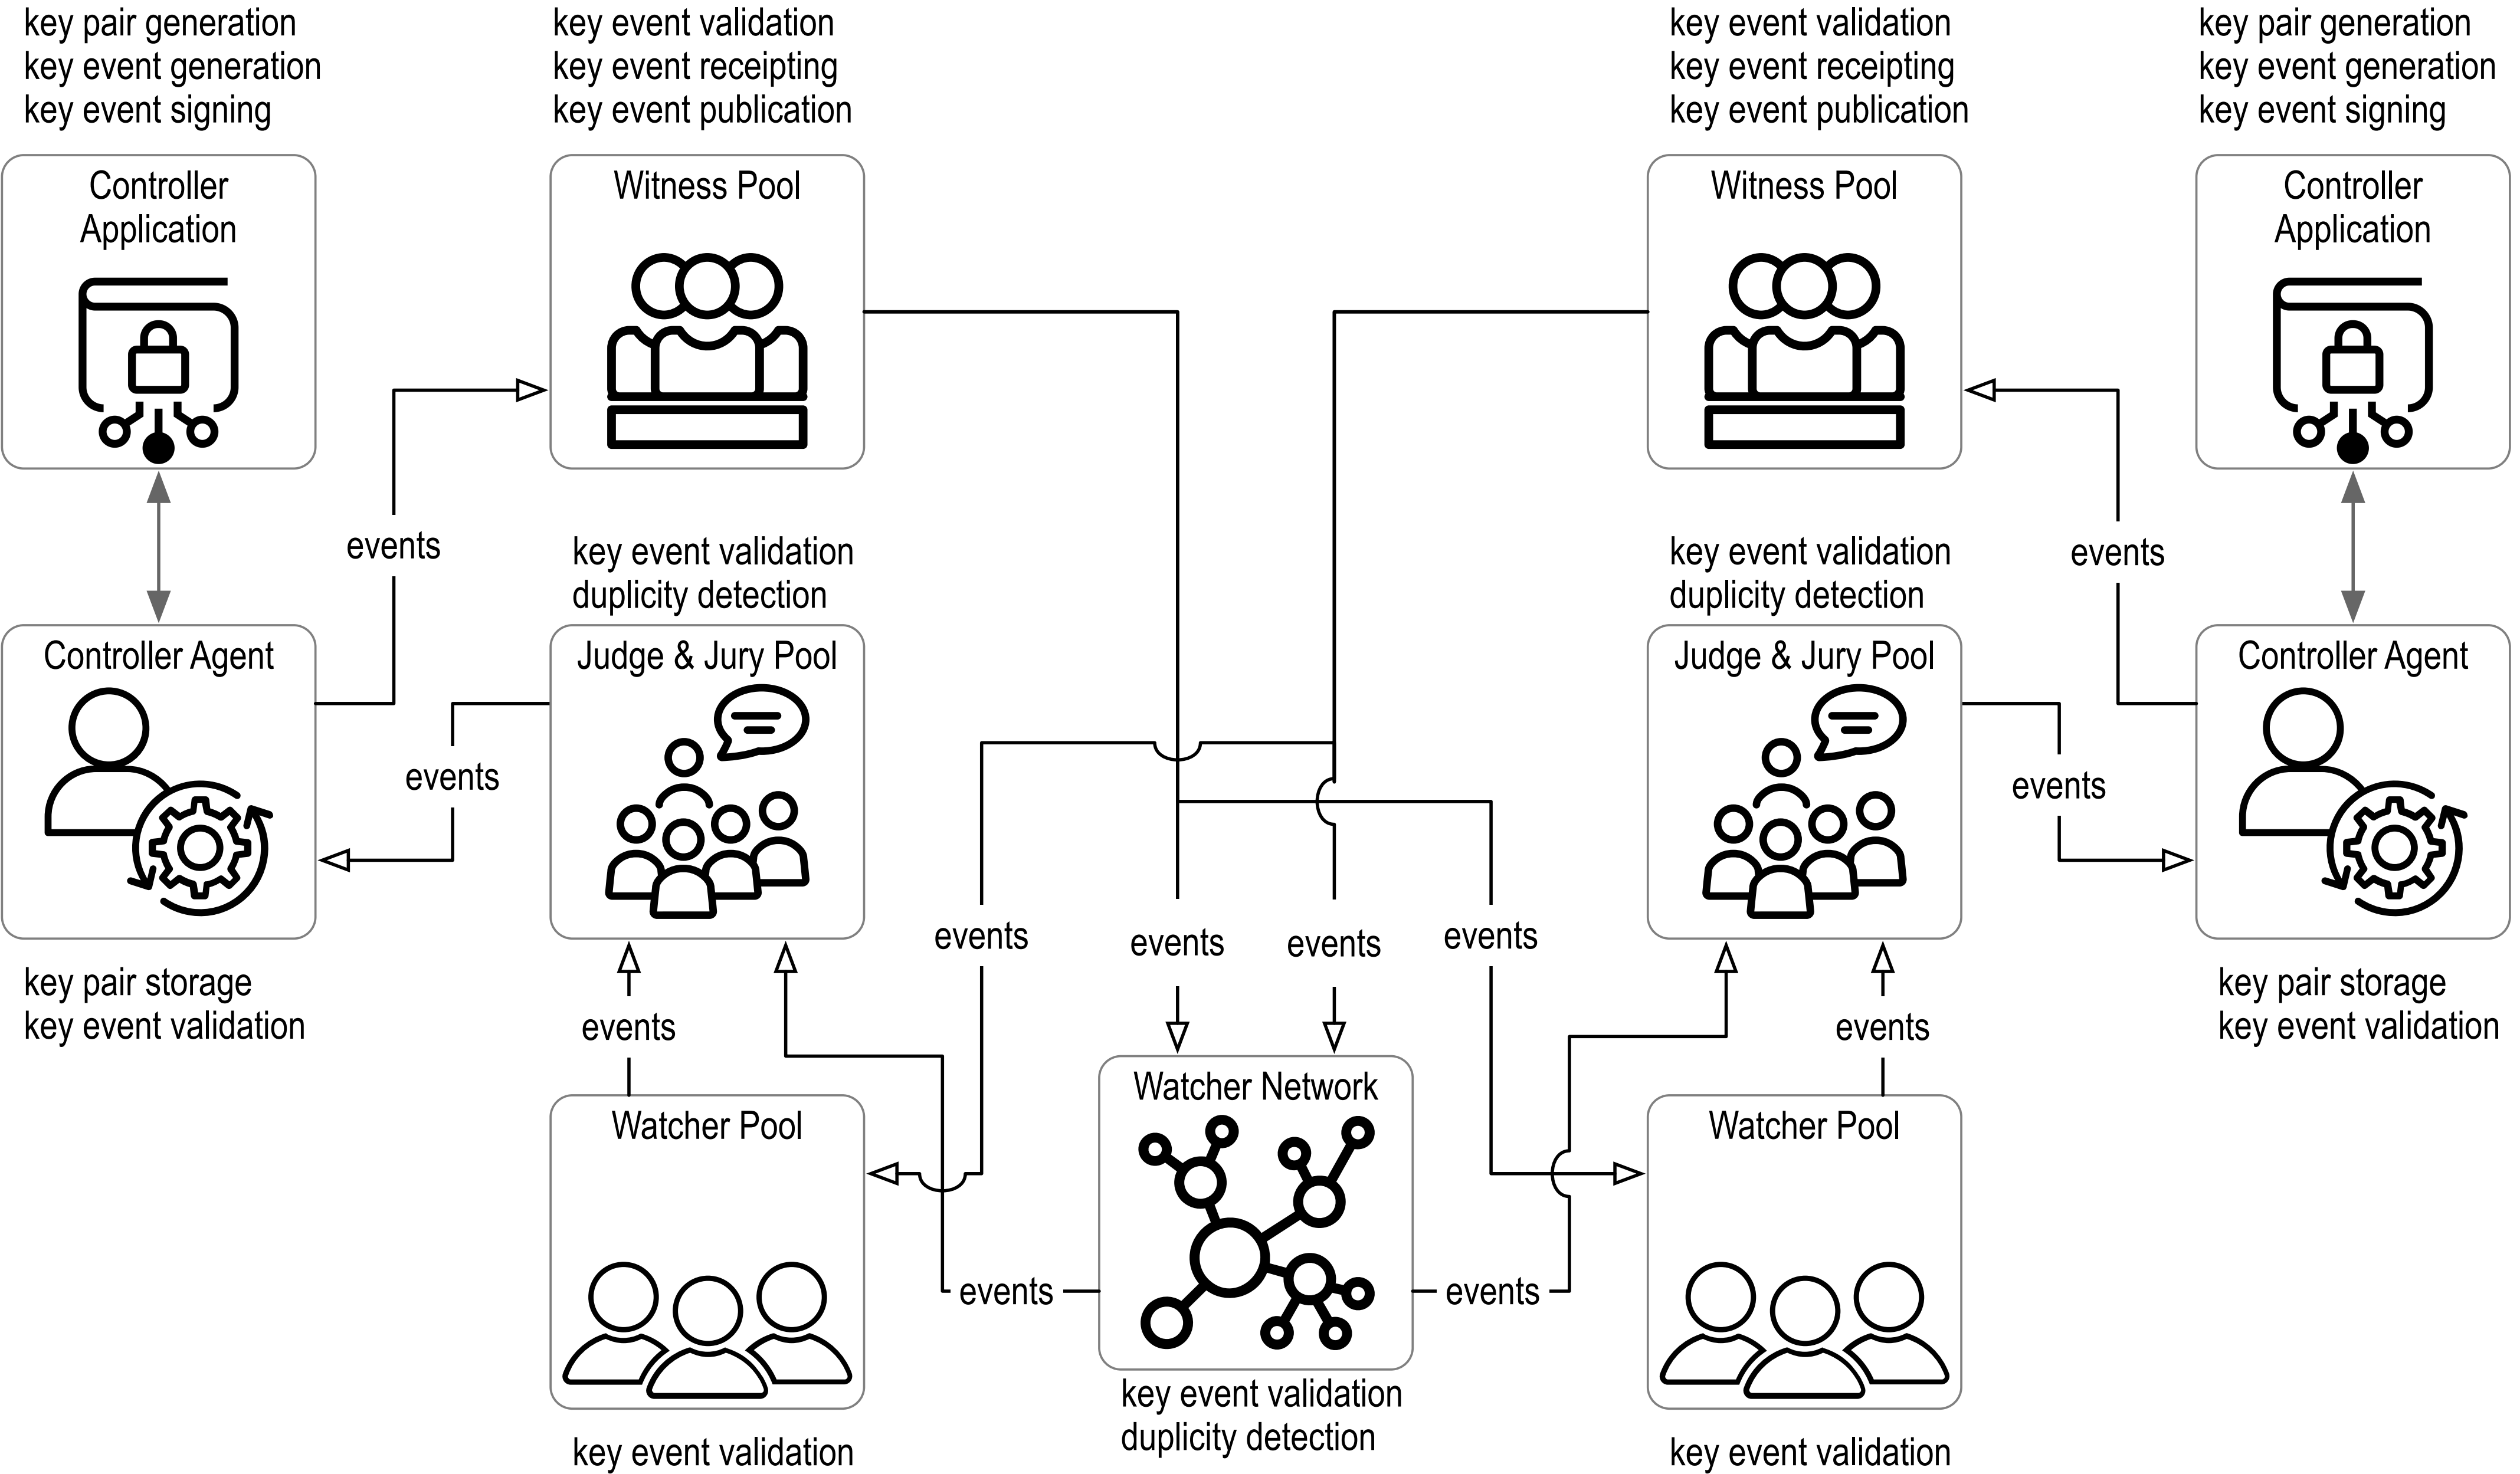 key pair generation
key event generation
key event signing
key event validation
key event receipting
key event publication
key event validation
key event receipting
key event publication
key pair generation
key event generation
key event signing
Controller
Application
Witness Pool
Witness Pool
Controller
Application
events
key event validation
duplicity detection
key event validation
duplicity detection
events
Controller Agent
Judge & Jury Pool
Judge & Jury Pool
Controller Agent
events
events
events
events
events
events
key pair storage
key event validation
events
events
key pair storage
key event validation
Watcher Pool
Watcher Network
Watcher Pool
events
events
key event validation
key event validation
duplicity detection
key event validation